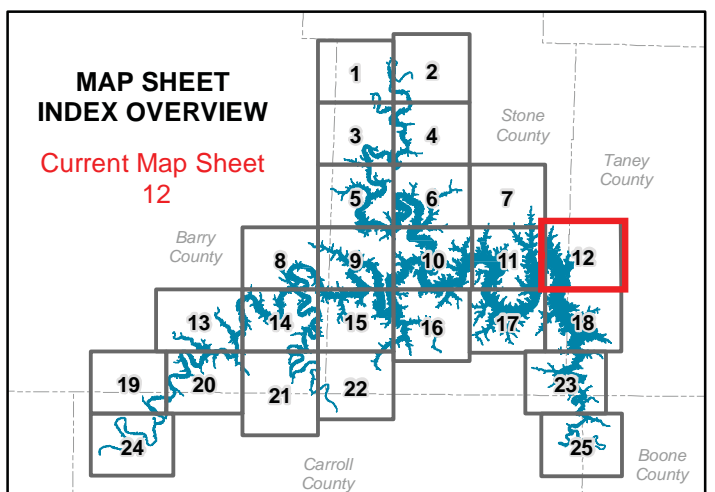 MAP SHEET
INDEX OVERVIEW
Current Map Sheet
12
1
2
3
4
Stone
County
Taney
County
5
6
7
Barry
County
8
9
10
11
12
13
14
15
16
17
18
19
20
21
22
23
24
25
Carroll
County
Boone
County